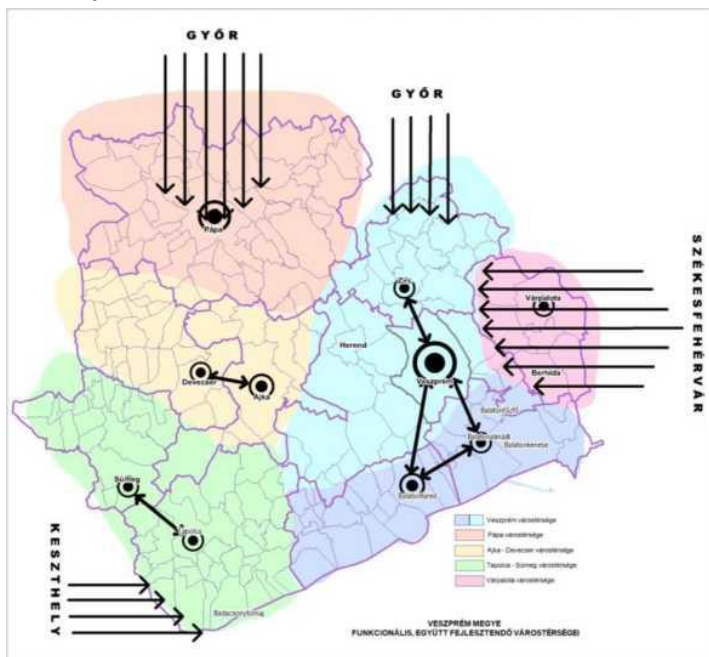 GYŐR
GYŐR
Pápa
Zirc
SZÉKESFEHÉRVÁR
Várpalota
Herend
Veszprém
Berhida
Devecser
Ajka
Balatonfűzfő
Balatonalmádi
Balatonkenese
Sümeg
Balatonfüred
Tapolca
KESZTHELY
Badacsonytomaj
Veszprém várostérsége
Pápa várostérsége
Ajka - Devecser várostérsége
Tapolca - Sümeg várostérsége
Várpalota várostérsége
VESZPRÉM MEGYE
FUNKCIONÁLIS, EGYÜTT FEJLESZTENDŐ VÁROSTÉRSÉGEI